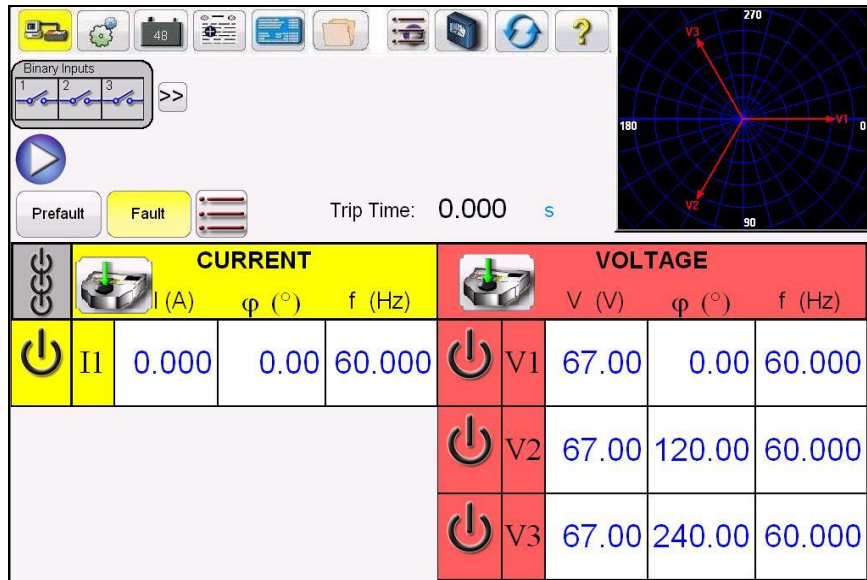 48
270
V3
Binary Inputs
1 2 3
>>
180
V1
0
Prefault
Fault
Trip Time: 0.000 s
V2
90
CURRENT
VOLTAGE
I (A) φ (°) f (Hz)
V (V) φ (°) f (Hz)
I1 0.000 0.00 60.000
V1 67.00 0.00 60.000
V2 67.00 120.00 60.000
V3 67.00 240.00 60.000